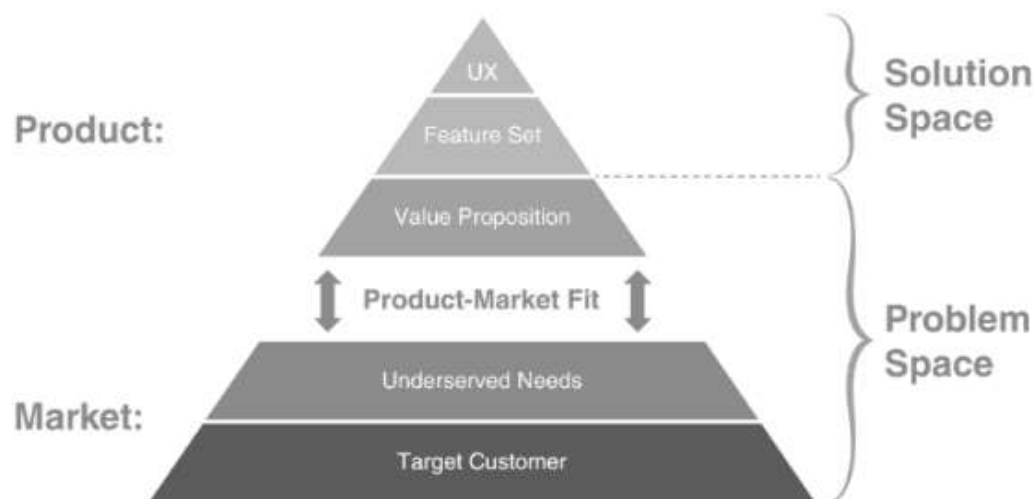 UX
Solution
Space
Product:
Feature Set
Value Proposition
Product-Market Fit
Problem
Space
Underserved Needs
Market:
Target Customer